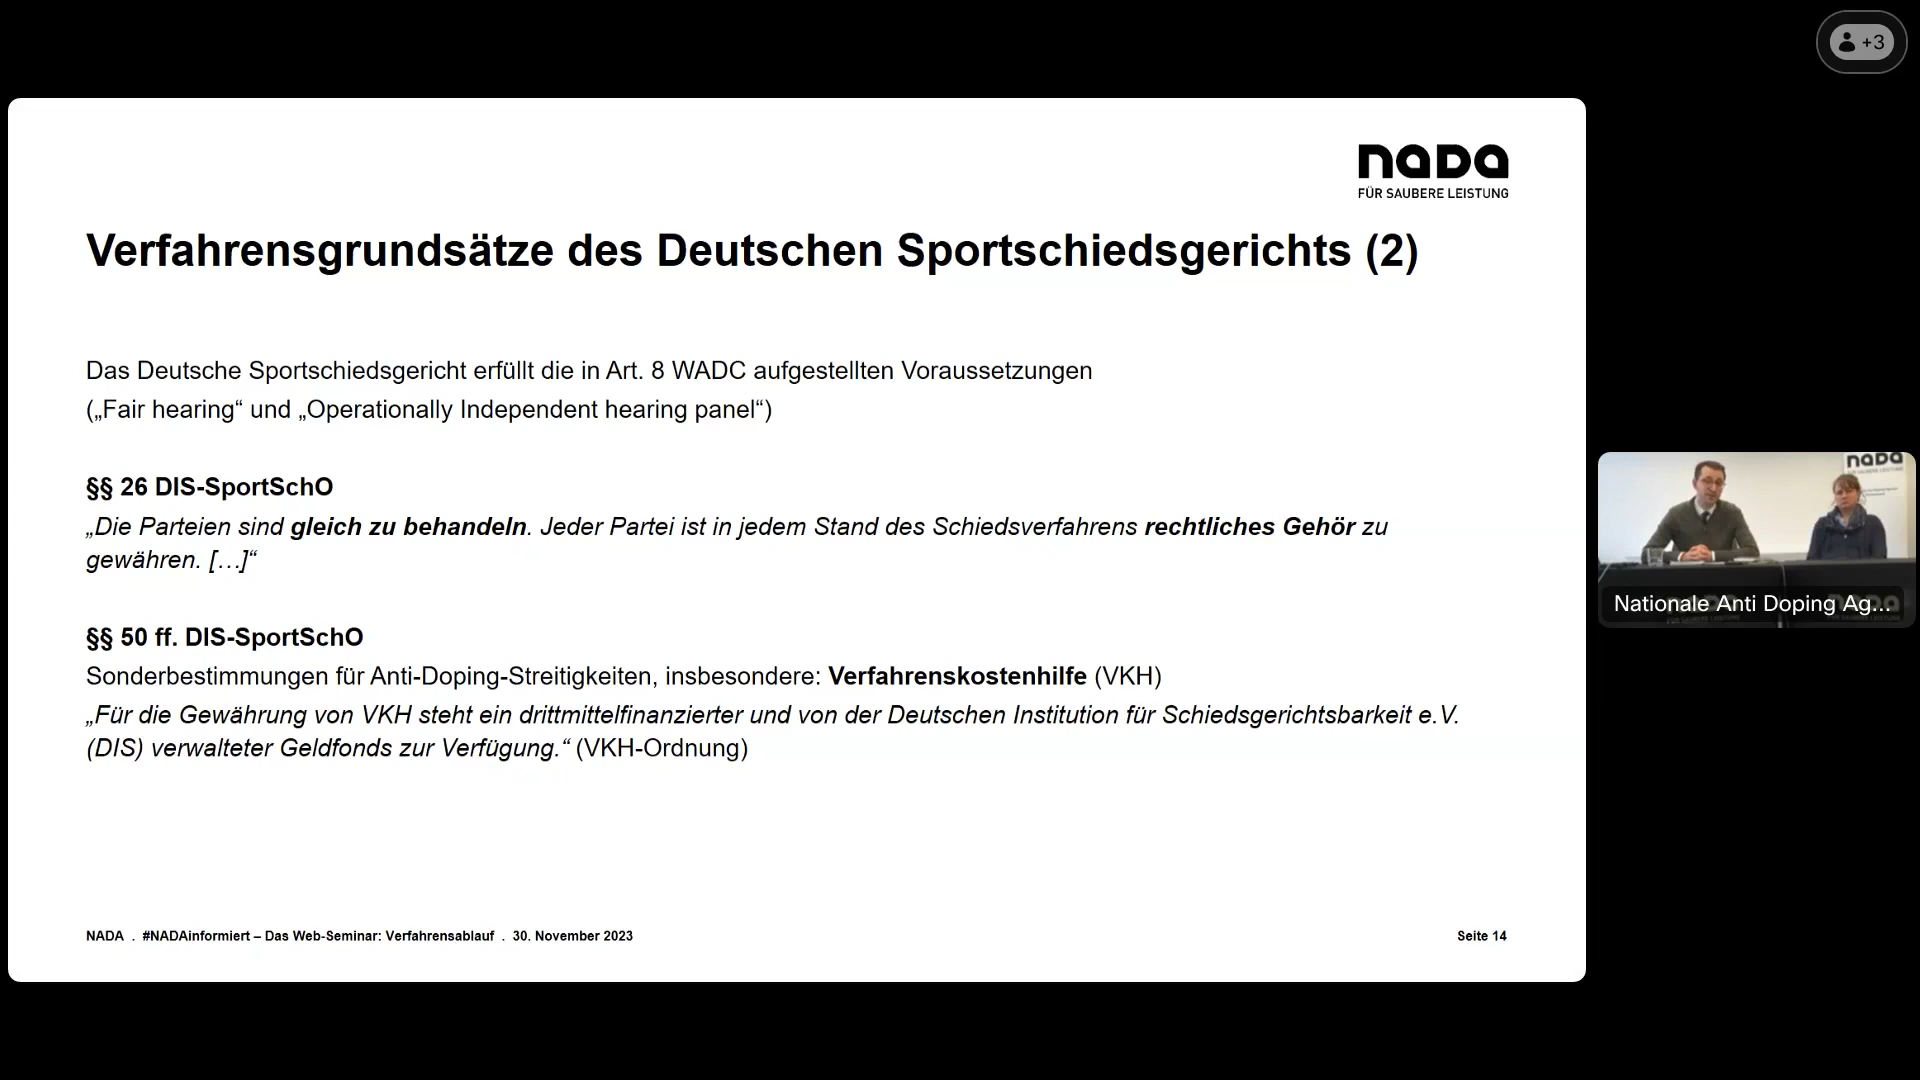 +3
naDa
FÜR SAUBERE LEISTUNG
Verfahrensgrundsätze des Deutschen Sportschiedsgerichts (2)
Das Deutsche Sportschiedsgericht erfüllt die in Art. 8 WADC aufgestellten Voraussetzungen
(„Fair hearing“ und „Operationally Independent hearing panel“)
§§ 26 DIS-SportSchO
„Die Parteien sind gleich zu behandeln. Jeder Partei ist in jedem Stand des Schiedsverfahrens rechtliches Gehör zu
gewähren. […]“
§§ 50 ff. DIS-SportSchO
Sonderbestimmungen für Anti-Doping-Streitigkeiten, insbesondere: Verfahrenskostenhilfe (VKH)
„Für die Gewährung von VKH steht ein drittmittelfinanzierter und von der Deutschen Institution für Schiedsgerichtsbarkeit e.V.
(DIS) verwalteter Geldfonds zur Verfügung.“ (VKH-Ordnung)
NADA . #NADAinformiert – Das Web-Seminar: Verfahrensablauf . 30. November 2023
Seite 14
naDa
Nationale Anti Doping Ag...